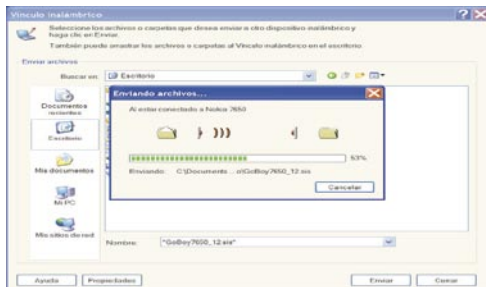 Vínculo inalámbrico
Seleccione los archivos o carpetas que desea enviar a otro dispositivo inalámbrico y
haga clic en Enviar.
También puede arrastrar los archivos o carpetas al Vínculo inalámbrico en el escritorio.
Enviar archivos
Buscar en:
Escritorio
Documentos
recientes
Escritorio
Mis documentos
Mi PC
Mis sitios de red
Enviando archivos...
Al estar conectado a Nokia 7650
53%
Enviando: C:\Documents ...o\GoBoy7650_12.sis
Cancelar
Nombre:
"GoBoy7650_12.sis"
Ayuda
Propiedades
Enviar
Cerrar